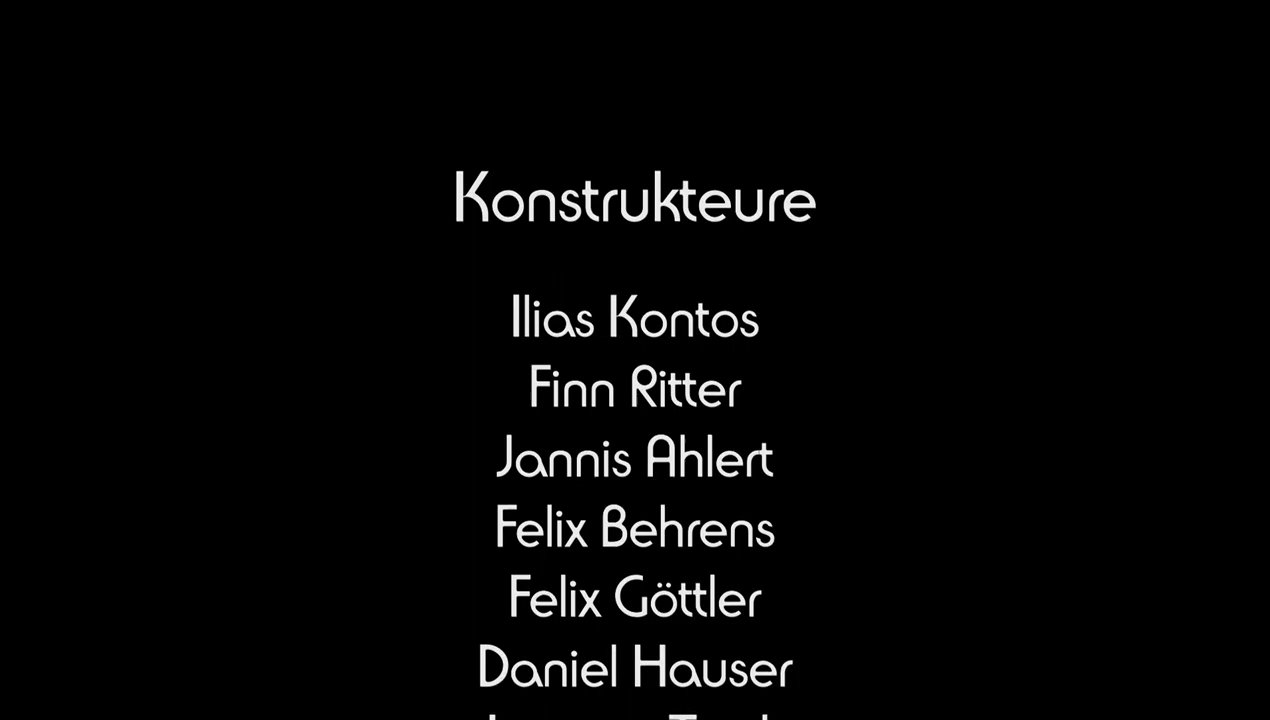 Konstrukteure
Ilias Kontos
Finn Ritter
Jannis Ahlert
Felix Behrens
Felix Göttler
Daniel Hauser